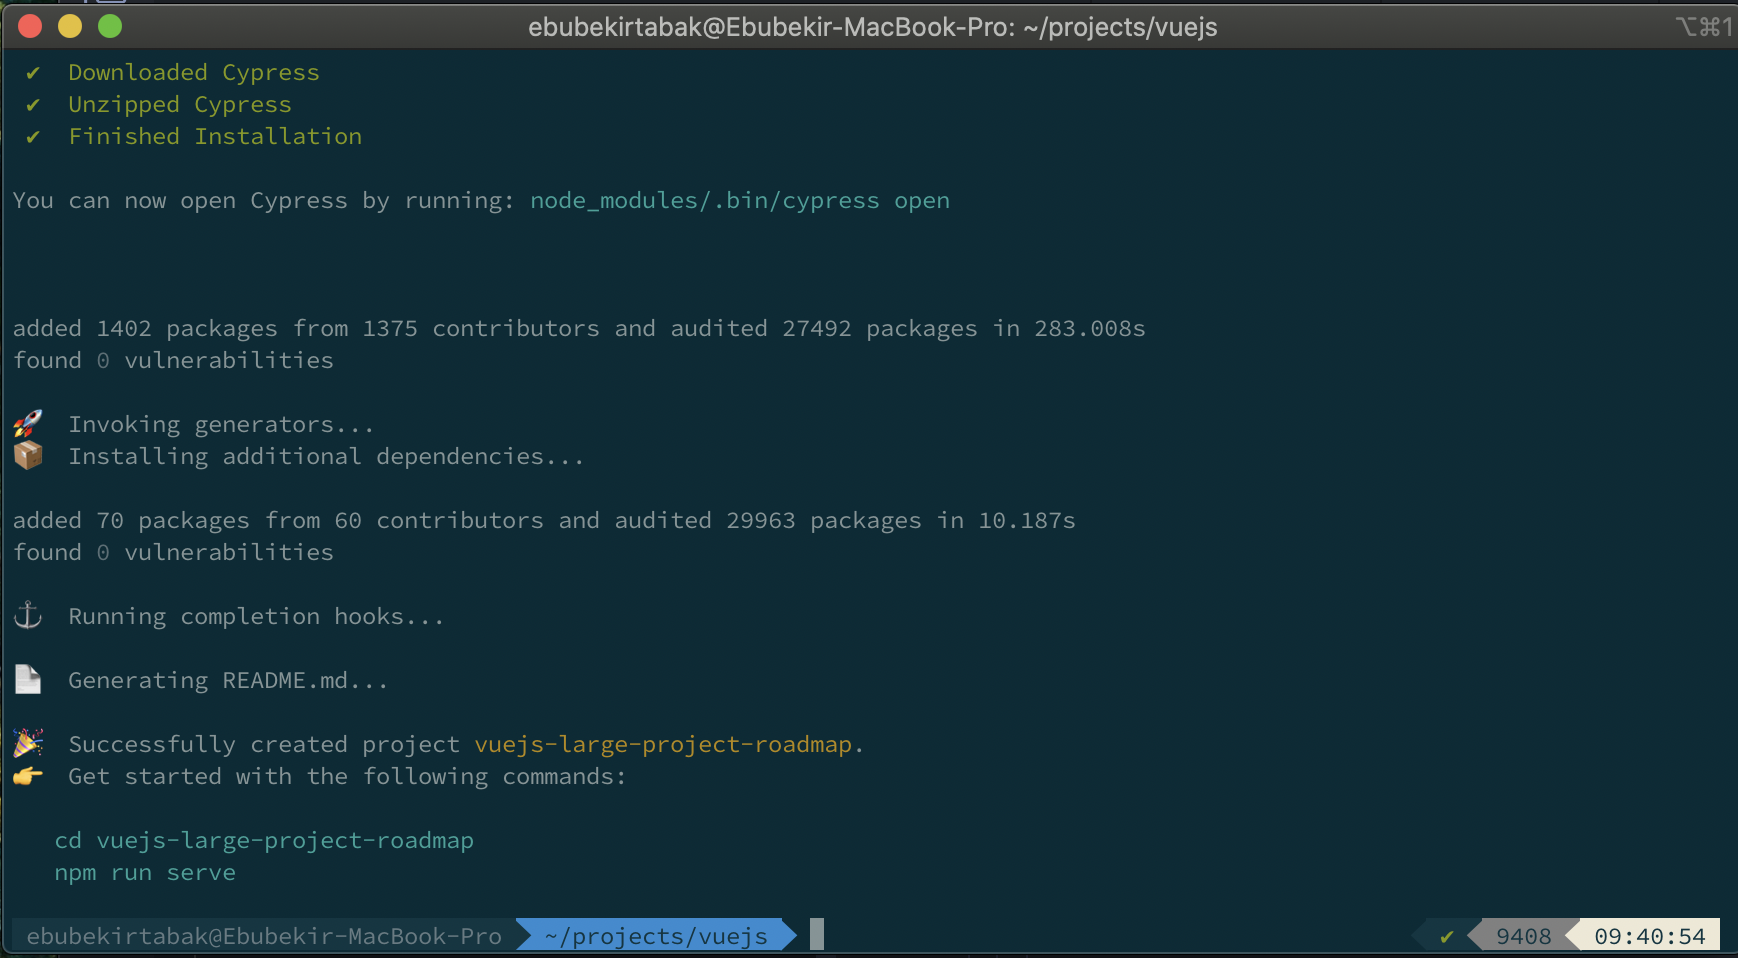 ebubekirtabak@Ebubekir-MacBook-Pro: ~/projects/vuejs ⌥⌘1
✔ Downloaded Cypress
✔ Unzipped Cypress
✔ Finished Installation
You can now open Cypress by running: node_modules/.bin/cypress open
added 1402 packages from 1375 contributors and audited 27492 packages in 283.008s
found 0 vulnerabilities
🚀 Invoking generators...
📦 Installing additional dependencies...
added 70 packages from 60 contributors and audited 29963 packages in 10.187s
found 0 vulnerabilities
⚓ Running completion hooks...
📄 Generating README.md...
🎉 Successfully created project vuejs-large-project-roadmap.
👉 Get started with the following commands:
cd vuejs-large-project-roadmap
npm run serve
ebubekirtabak@Ebubekir-MacBook-Pro ~/projects/vuejs ✔ 9408 09:40:54